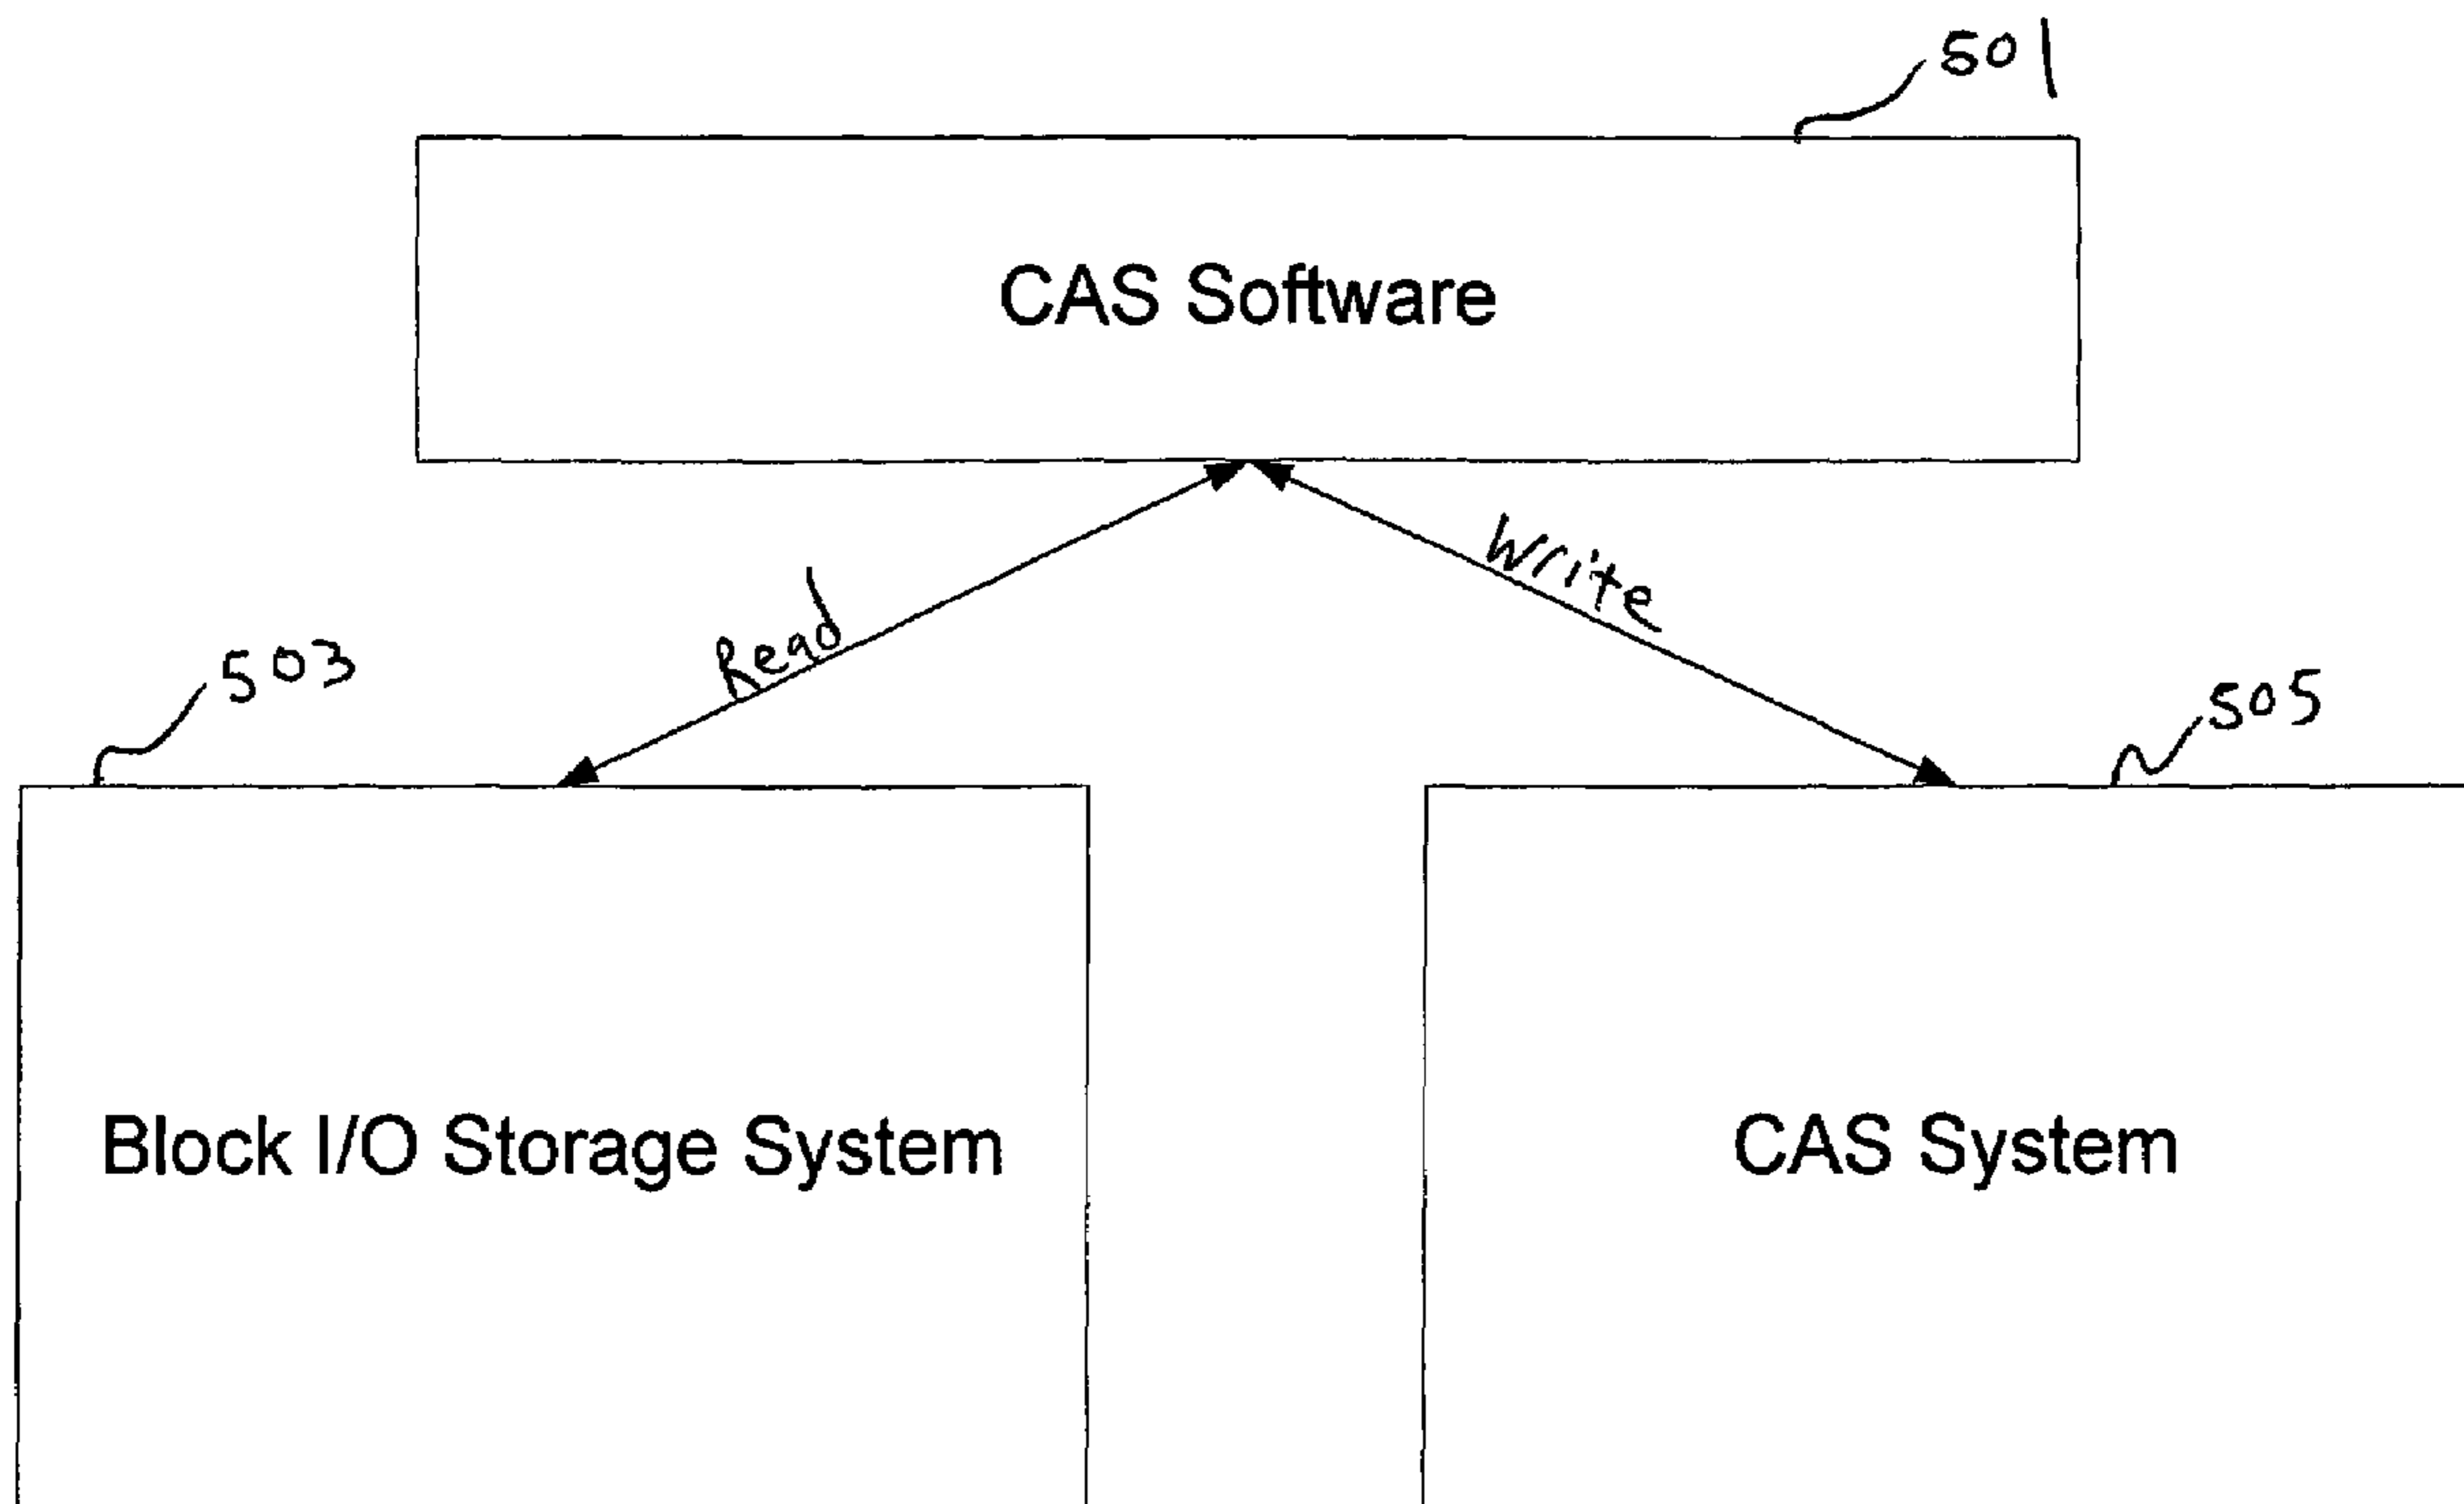 501
CAS Software
Write
Read
503
505
Block I/O Storage System
CAS System